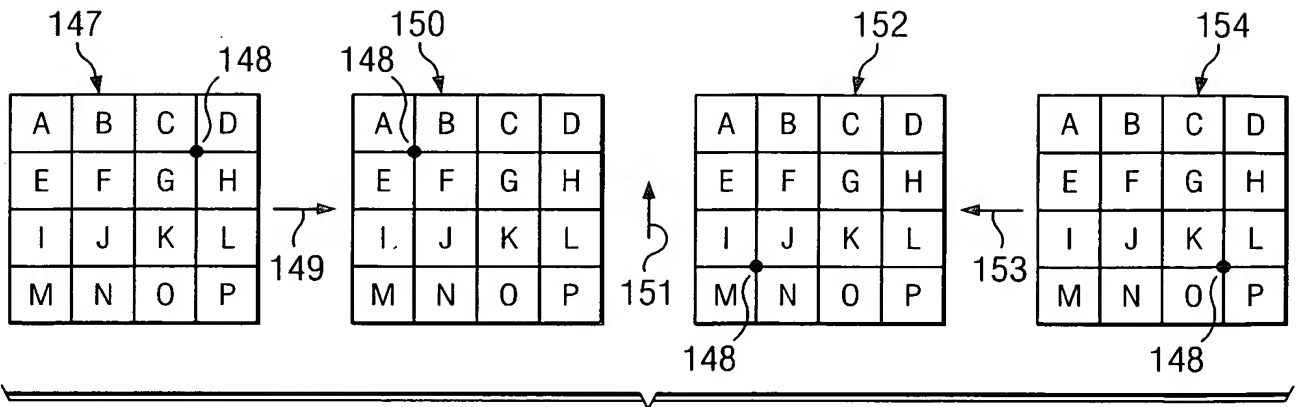 147 148 148 150 152 154
A B C D A B C D A B C D A B C D
E F G H E F G H E F G H E F G H
I J K L I J K L I J K L I J K L
149 151 153
M N O P M N O P M N O P M N O P
148 148